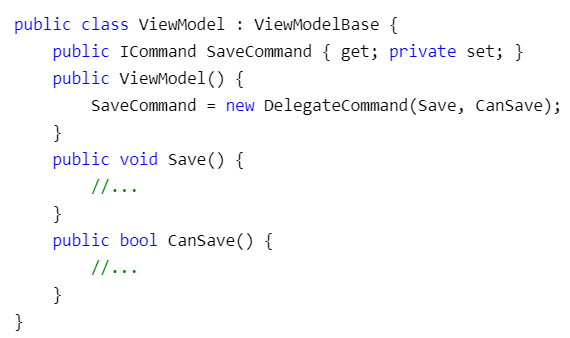 public class ViewModel : ViewModelBase {
    public ICommand SaveCommand { get; private set; }
    public ViewModel() {
        SaveCommand = new DelegateCommand(Save, CanSave);
    }
    public void Save() {
        //...
    }
    public bool CanSave() {
        //...
    }
}